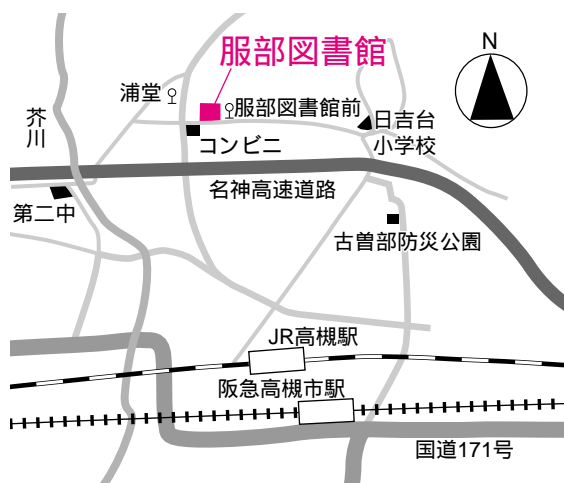 服部図書館
N
浦堂
服部図書館前
芥川
日吉台
小学校
コンビニ
名神高速道路
第二中
古曽部防災公園
JR高槻駅
阪急高槻市駅
国道171号